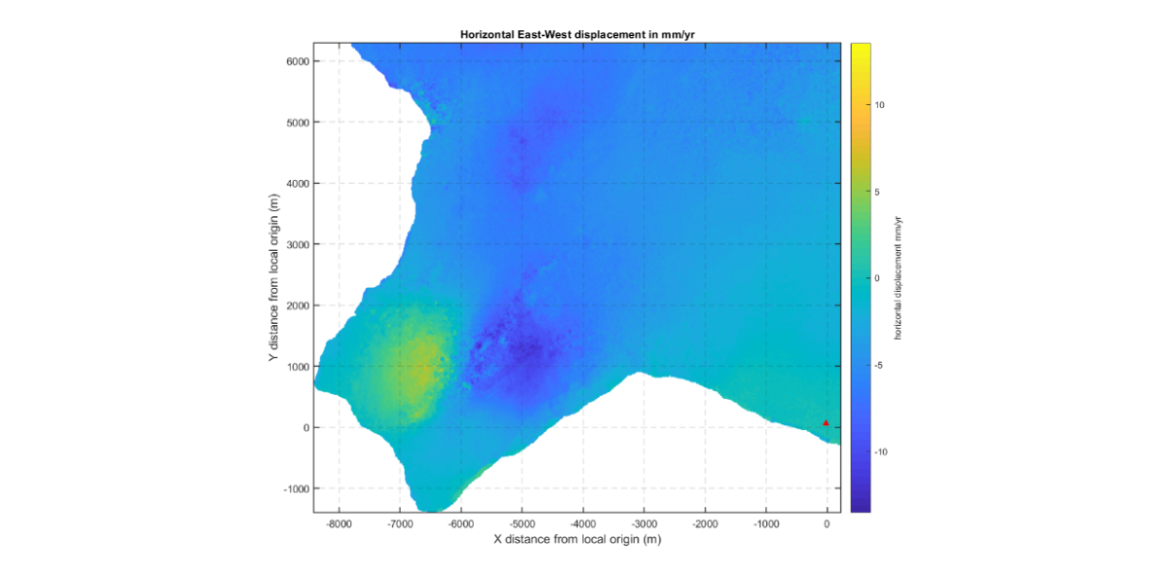 Horizontal East-West displacement in mm/yr
6000
5000
4000
3000
2000
1000
0
-1000
Y distance from local origin (m)
-8000 -7000 -6000 -5000 -4000 -3000 -2000 -1000 0
X distance from local origin (m)
10
5
0
-5
-10
horizontal displacement mm/yr